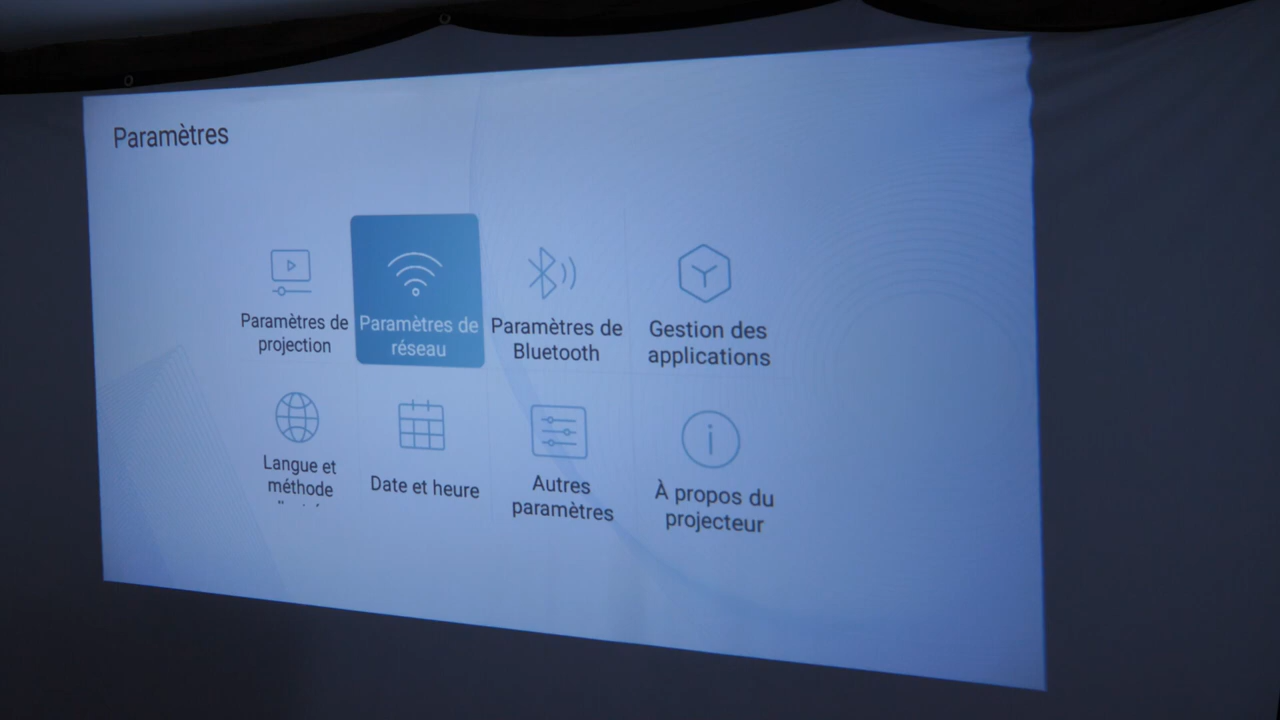 Paramètres
Paramètres de
projection
Paramètres de
réseau
Paramètres de
Bluetooth
Gestion des
applications
Langue et
méthode
Date et heure
Autres
paramètres
À propos du
projecteur